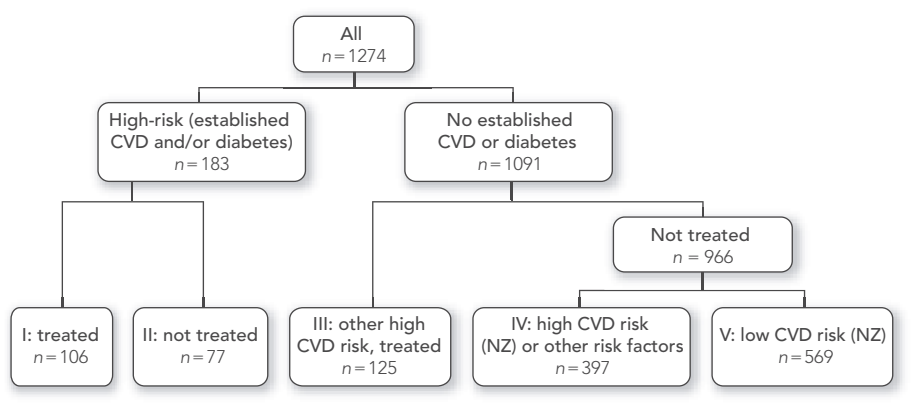 All
n=1274
High-risk (established
CVD and/or diabetes)
n=183
No established
CVD or diabetes
n=1091
Not treated
n = 966
I: treated
n=106
II: not treated
n=77
III: other high
CVD risk, treated
n=125
IV: high CVD risk
(NZ) or other risk factors
n=397
V: low CVD risk (NZ)
n=569